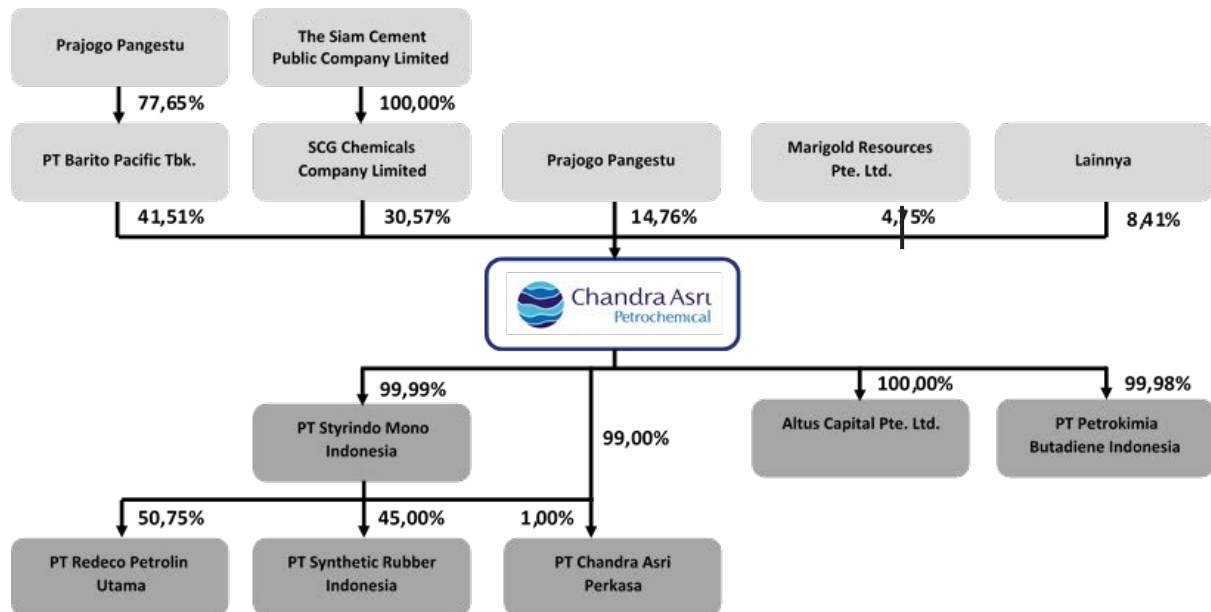 Prajogo Pangestu
The Siam Cement
Public Company Limited
77,65%
100,00%
PT Barito Pacific Tbk.
SCG Chemicals
Company Limited
Prajogo Pangestu
Marigold Resources
Pte. Ltd.
Lainnya
41,51%
30,57%
14,76%
4,75%
8,41%
Chandra Asri
Petrochemical
99,99%
100,00%
99,98%
PT Styrindo Mono
Indonesia
99,00%
Altus Capital Pte. Ltd.
PT Petrokimia
Butadiene Indonesia
50,75%
45,00%
1,00%
PT Redeco Petrolin
Utama
PT Synthetic Rubber
Indonesia
PT Chandra Asri
Perkasa